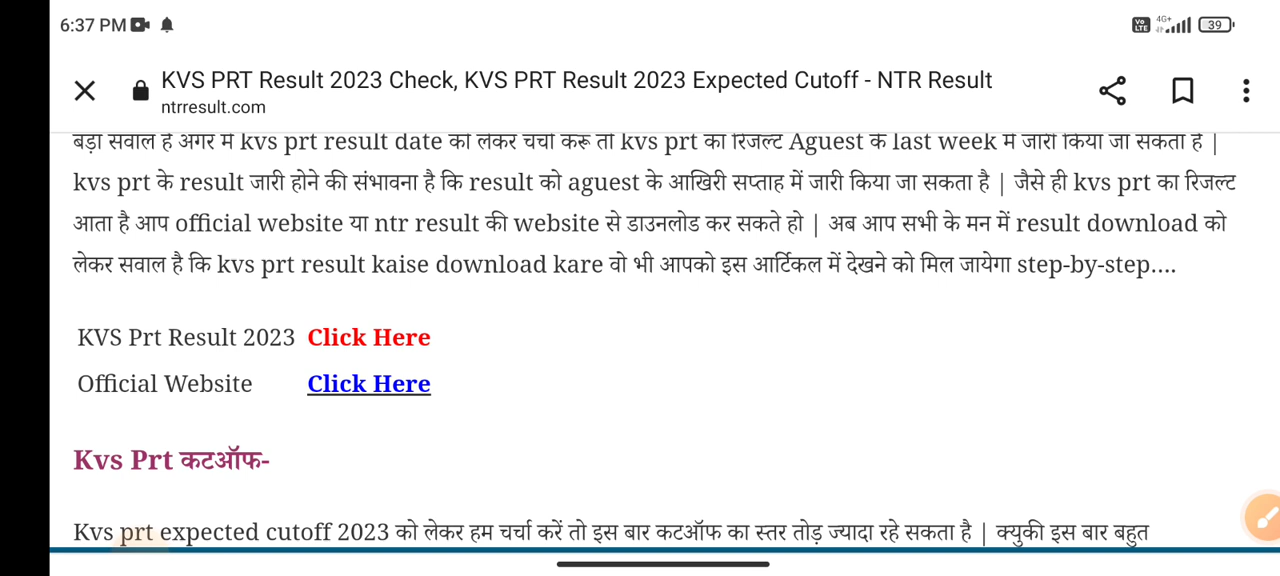 6:37 PM
Vo LTE 4G+ 39
KVS PRT Result 2023 Check, KVS PRT Result 2023 Expected Cutoff - NTR Result
ntrresult.com
बड़ा सवाल है अगर में kvs prt result date को लेकर चर्चा करू तो kvs prt का रिजल्ट Aguest के last week में जारी किया जा सकता है |
kvs prt के result जारी होने की संभावना है कि result को aguest के आखिरी सप्ताह में जारी किया जा सकता है | जैसे ही kvs prt का रिजल्ट
आता है आप official website या ntr result की website से डाउनलोड कर सकते हो | अब आप सभी के मन में result download को
लेकर सवाल है कि kvs prt result kaise download kare वो भी आपको इस आर्टिकल में देखने को मिल जायेगा step-by-step....
KVS Prt Result 2023 Click Here
Official Website Click Here
Kvs Prt कटऑफ-
Kvs prt expected cutoff 2023 को लेकर हम चर्चा करें तो इस बार कटऑफ का स्तर तोड़ ज्यादा रहे सकता है | क्युकी इस बार बहुत